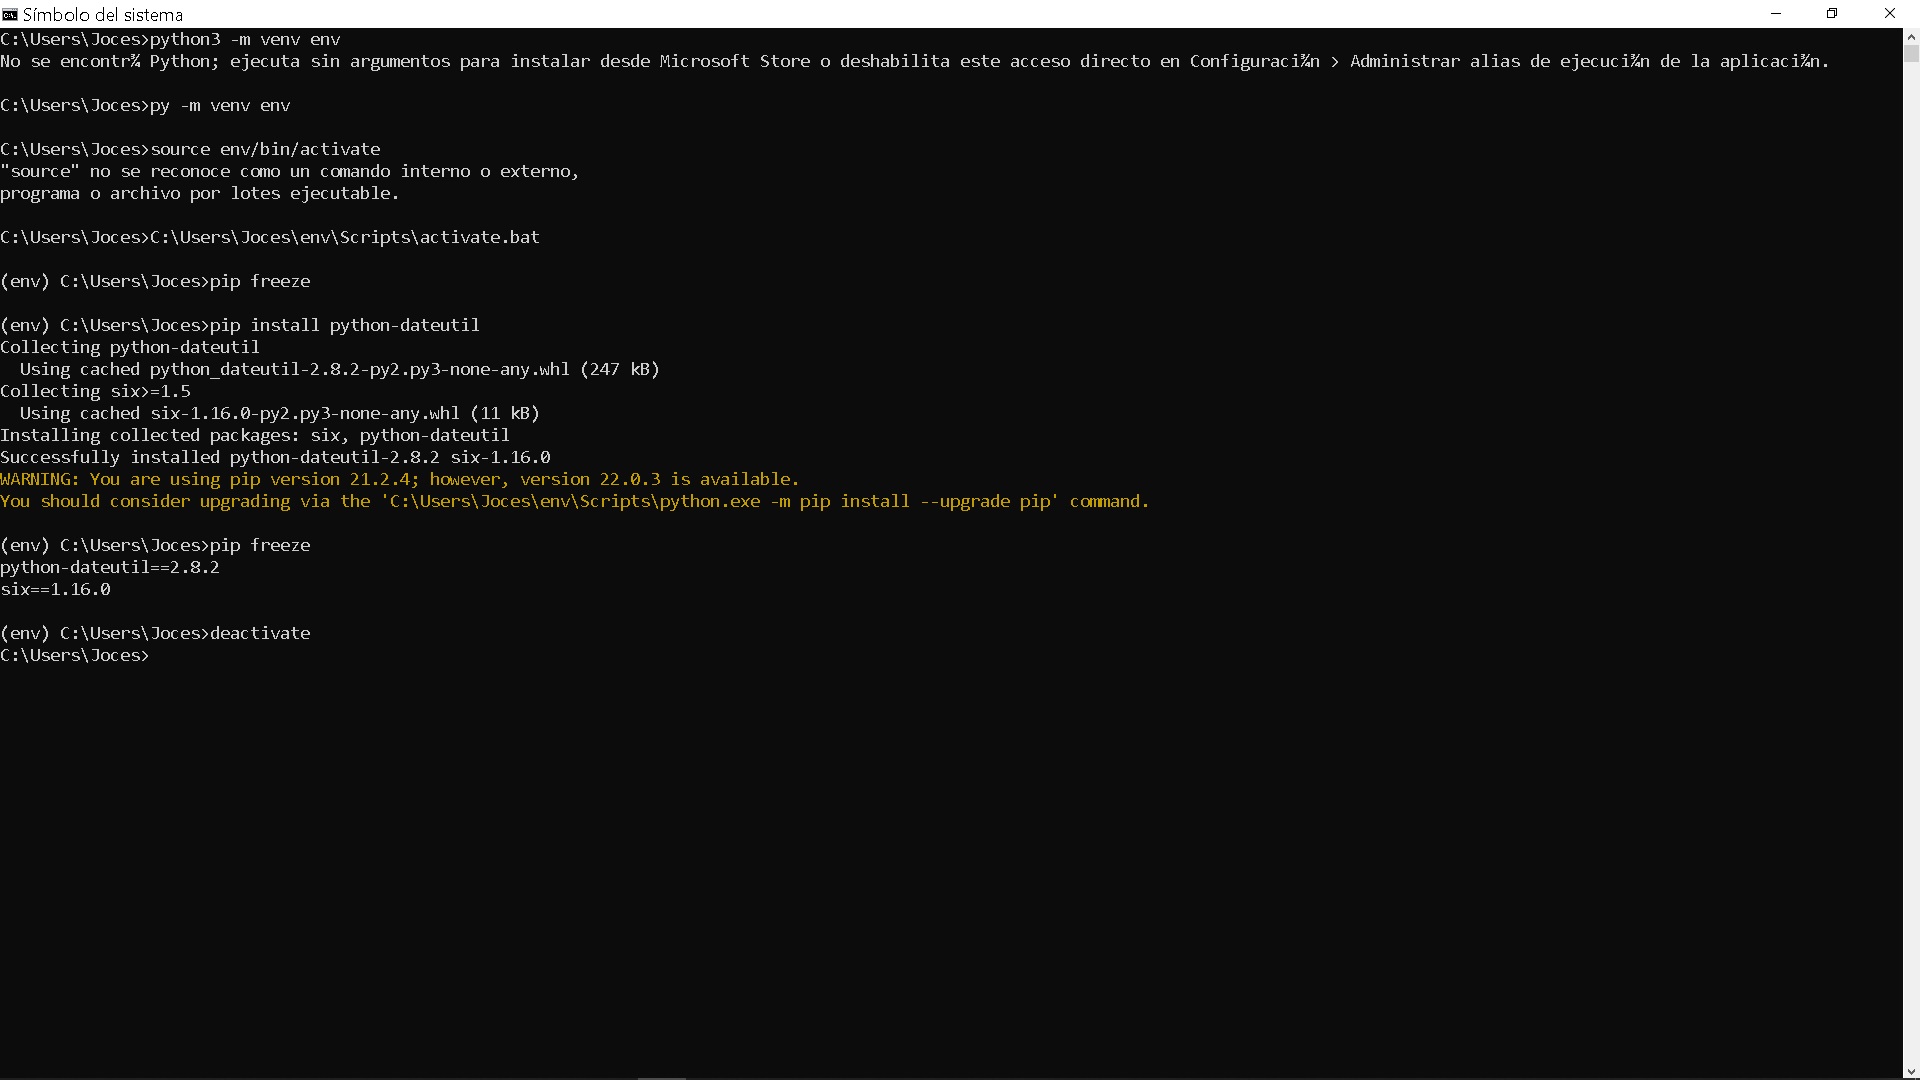 Símbolo del sistema
C:\Users\Joces>python3 -m venv env
No se encontr¾ Python; ejecuta sin argumentos para instalar desde Microsoft Store o deshabilita este acceso directo en Configuraci¾n > Administrar alias de ejecuci¾n de la aplicaci¾n.
C:\Users\Joces>py -m venv env
C:\Users\Joces>source env/bin/activate
"source" no se reconoce como un comando interno o externo,
programa o archivo por lotes ejecutable.
C:\Users\Joces>C:\Users\Joces\env\Scripts\activate.bat
(env) C:\Users\Joces>pip freeze
(env) C:\Users\Joces>pip install python-dateutil
Collecting python-dateutil
  Using cached python_dateutil-2.8.2-py2.py3-none-any.whl (247 kB)
Collecting six>=1.5
  Using cached six-1.16.0-py2.py3-none-any.whl (11 kB)
Installing collected packages: six, python-dateutil
Successfully installed python-dateutil-2.8.2 six-1.16.0
WARNING: You are using pip version 21.2.4; however, version 22.0.3 is available.
You should consider upgrading via the 'C:\Users\Joces\env\Scripts\python.exe -m pip install --upgrade pip' command.
(env) C:\Users\Joces>pip freeze
python-dateutil==2.8.2
six==1.16.0
(env) C:\Users\Joces>deactivate
C:\Users\Joces>